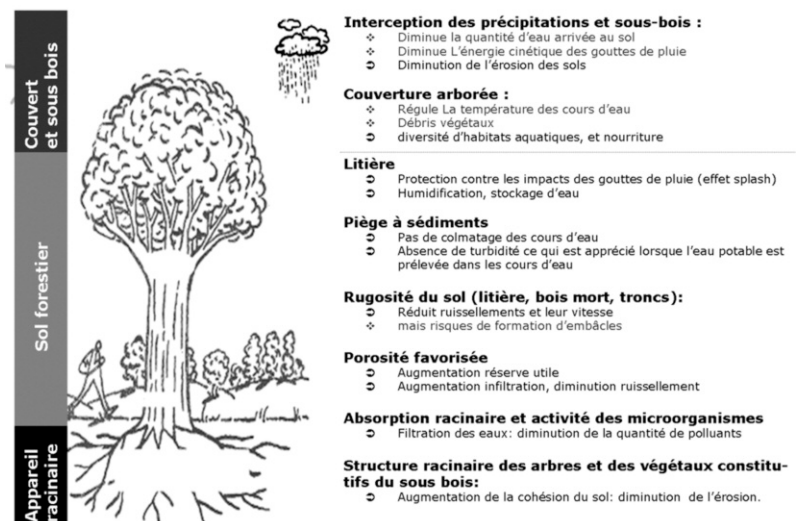 Couvert
et sous bois
Sol forestier
Appareil
racinaire
Interception des précipitations et sous-bois :
Diminue la quantité d’eau arrivée au sol
Diminue L’énergie cinétique des gouttes de pluie
Diminution de l’érosion des sols
Couverture arborée :
Régule La température des cours d’eau
Débris végétaux
diversité d’habitats aquatiques, et nourriture
Litière
Protection contre les impacts des gouttes de pluie (effet splash)
Humidification, stockage d’eau
Piège à sédiments
Pas de colmatage des cours d’eau
Absence de turbidité ce qui est apprécié lorsque l’eau potable est
prélevée dans les cours d’eau
Rugosité du sol (litière, bois mort, troncs):
Réduit ruissellements et leur vitesse
mais risques de formation d’embâcles
Porosité favorisée
Augmentation réserve utile
Augmentation infiltration, diminution ruissellement
Absorption racinaire et activité des microorganismes
Filtration des eaux: diminution de la quantité de polluants
Structure racinaire des arbres et des végétaux constitu-
tifs du sous bois:
Augmentation de la cohésion du sol: diminution de l’érosion.